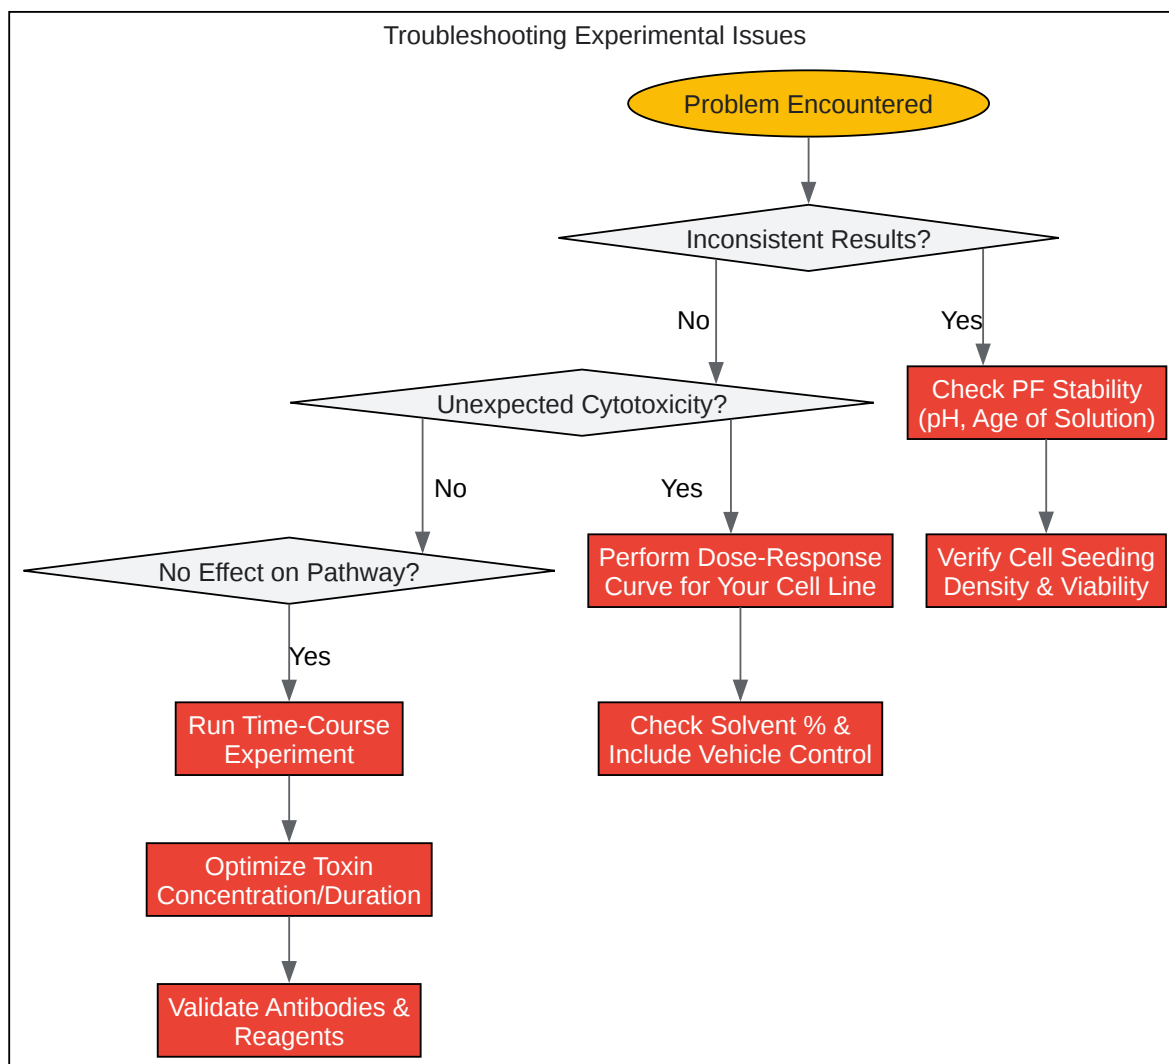 Troubleshooting Experimental Issues
Problem Encountered
Inconsistent Results?
No
Yes
Unexpected Cytotoxicity?
Check PF Stability
(pH, Age of Solution)
No
Yes
No Effect on Pathway?
Perform Dose-Response
Curve for Your Cell Line
Verify Cell Seeding
Density & Viability
Yes
Run Time-Course
Experiment
Check Solvent % &
Include Vehicle Control
Optimize Toxin
Concentration/Duration
Validate Antibodies &
Reagents